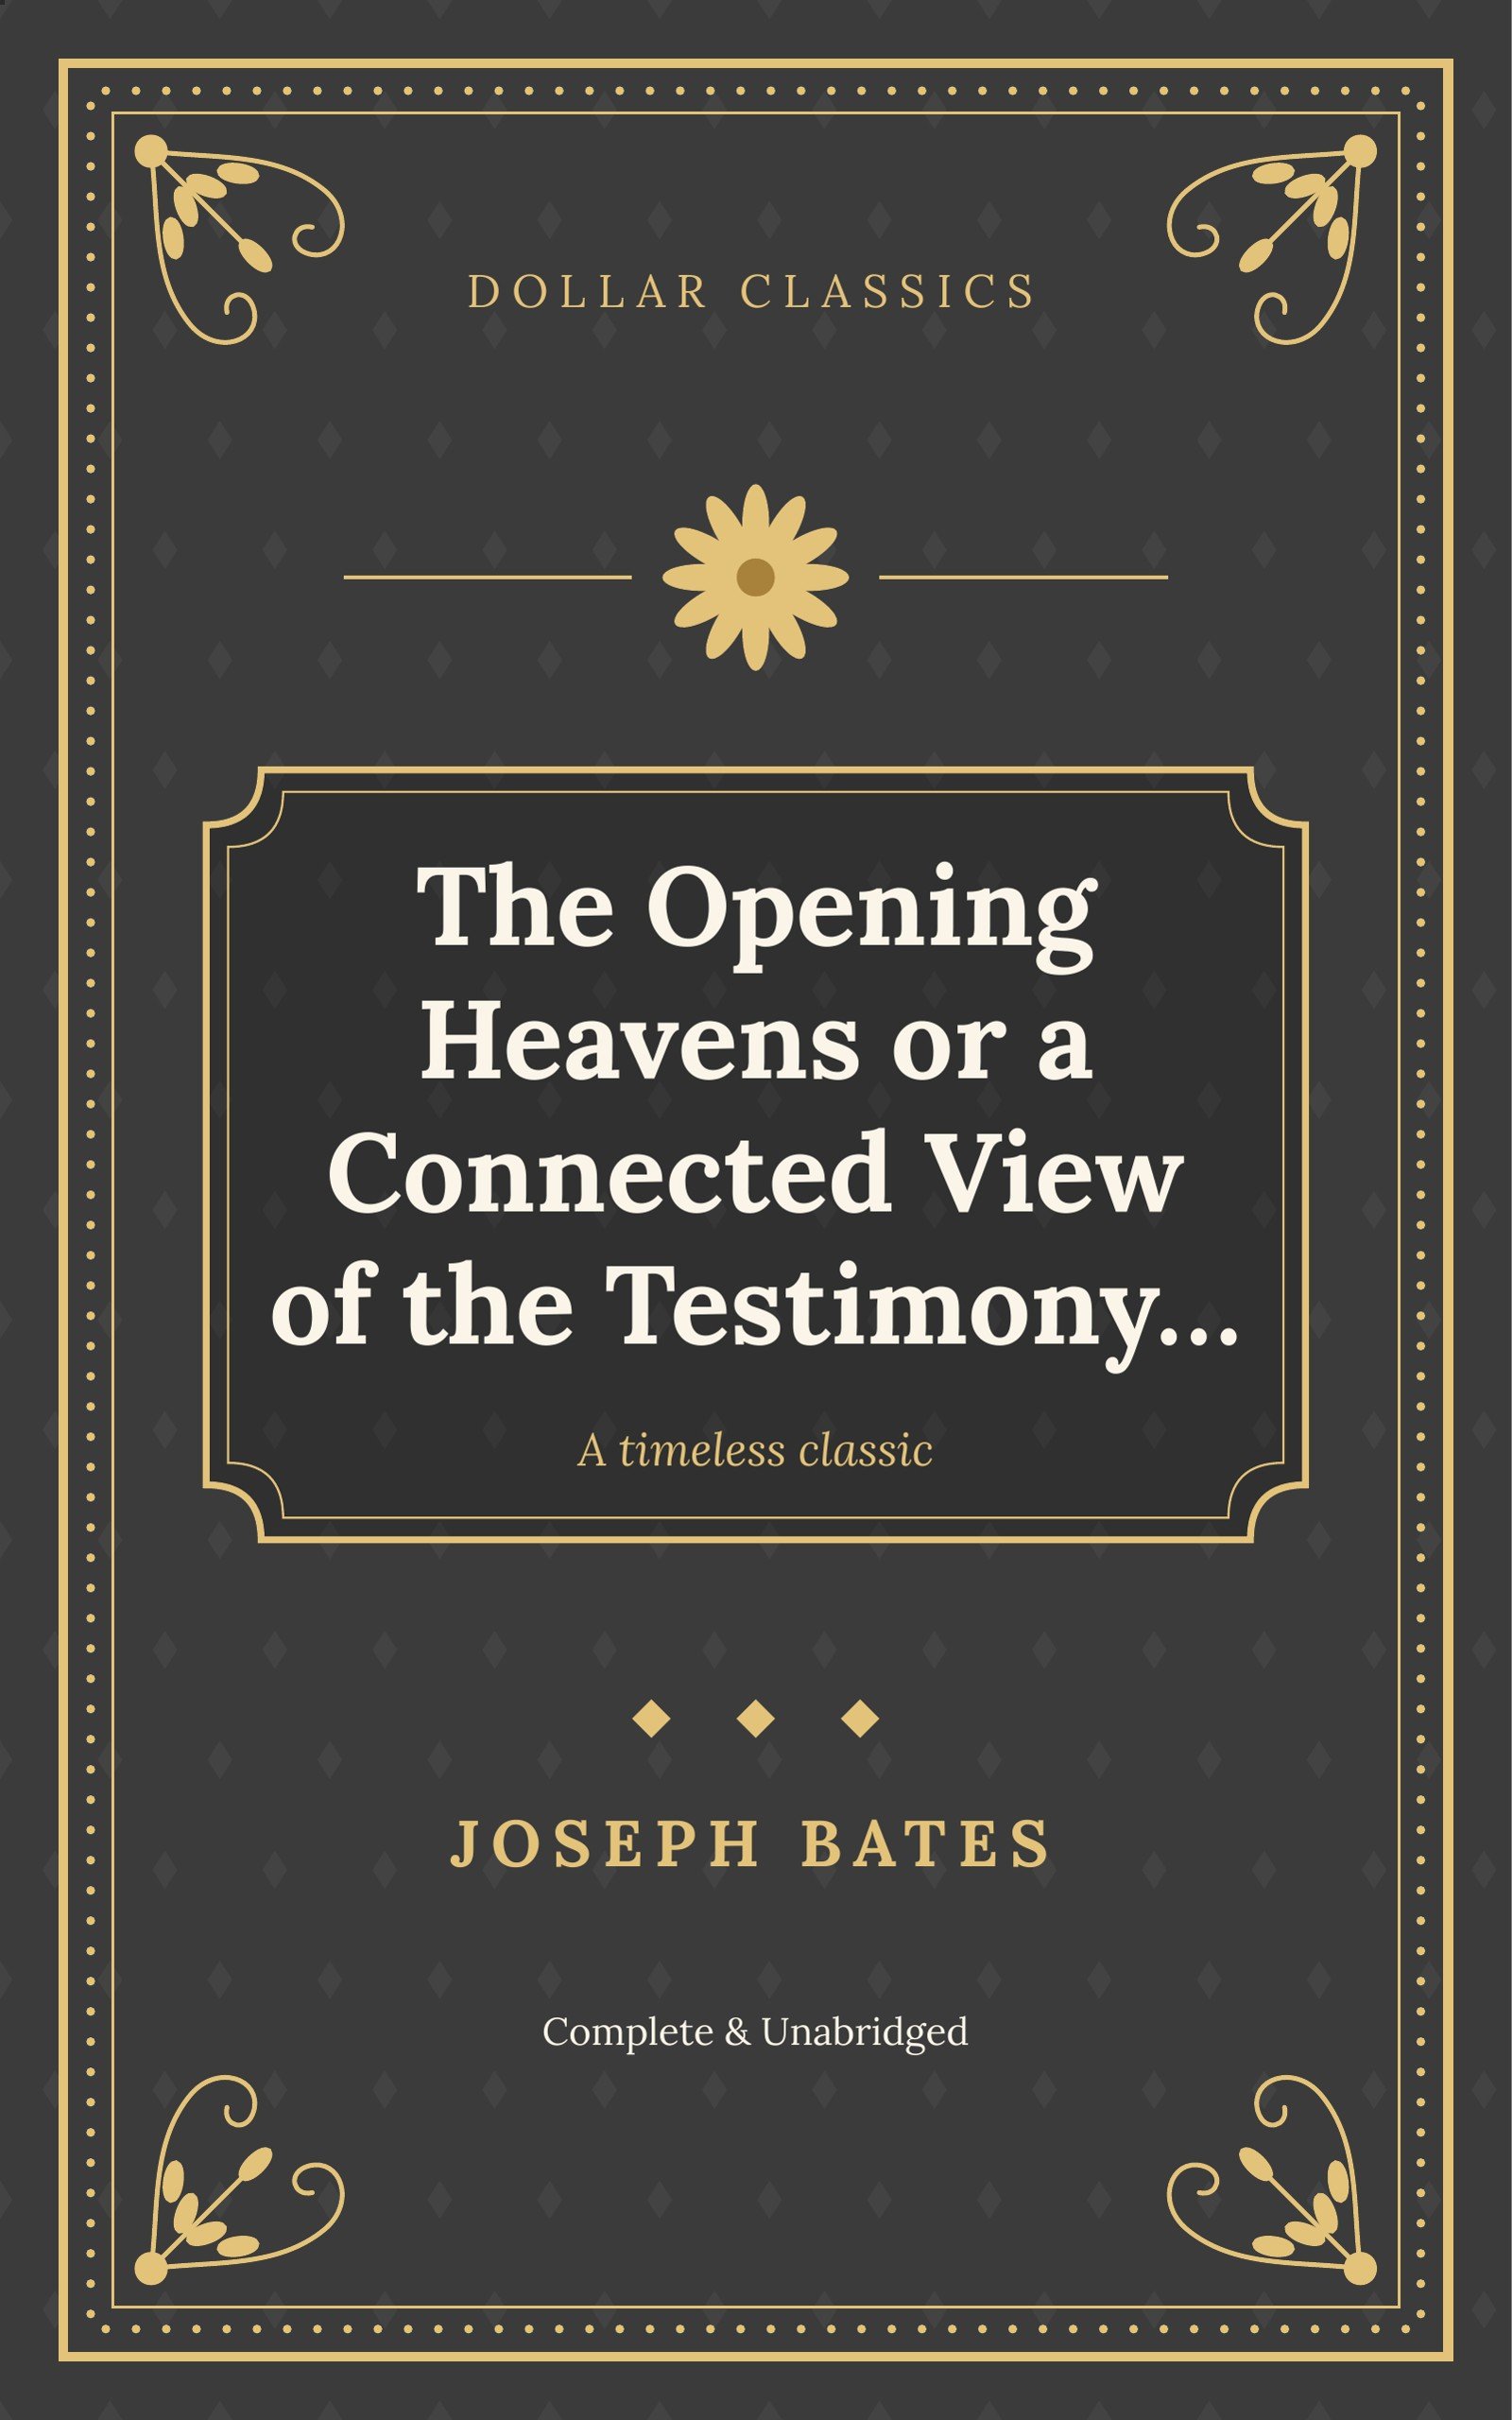 DOLLAR CLASSICS
The Opening
Heavens or a
Connected View
of the Testimony...
A timeless classic
JOSEPH BATES
Complete & Unabridged